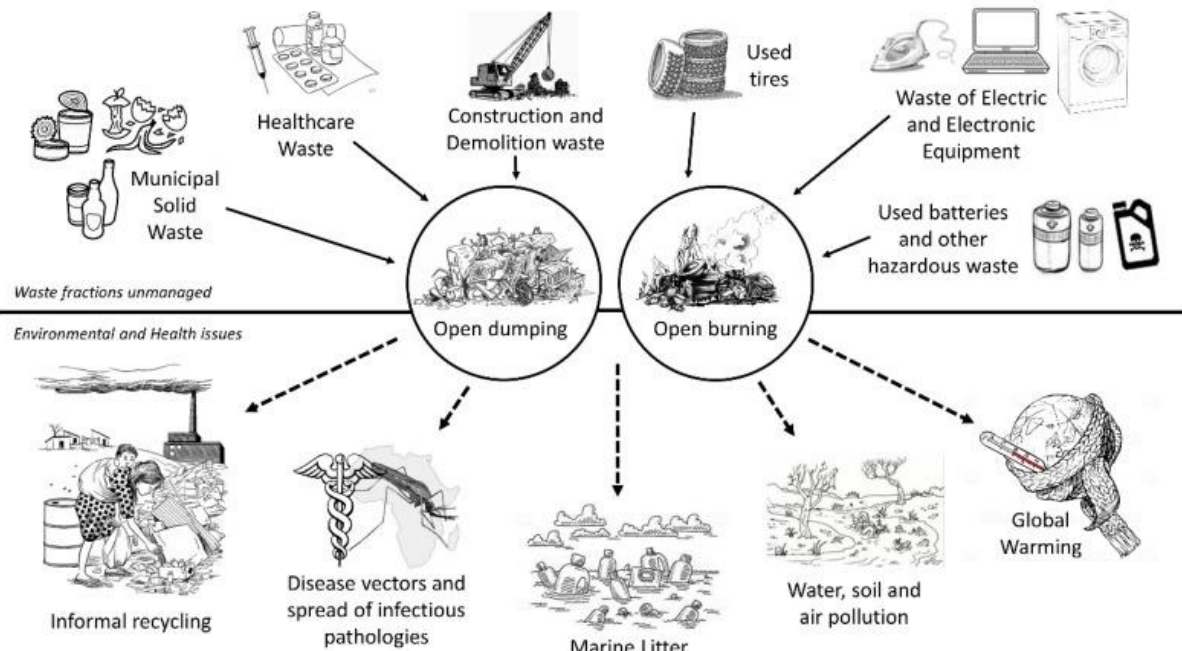 Healthcare
Waste
Construction and
Demolition waste
Used
tires
Waste of Electric
and Electronic
Equipment
Municipal
Solid
Waste
Used batteries
and other
hazardous waste
Waste fractions unmanaged
Open dumping
Open burning
Environmental and Health issues
Informal recycling
Disease vectors and
spread of infectious
pathologies
Marine Litter
Water, soil and
air pollution
Global
Warming